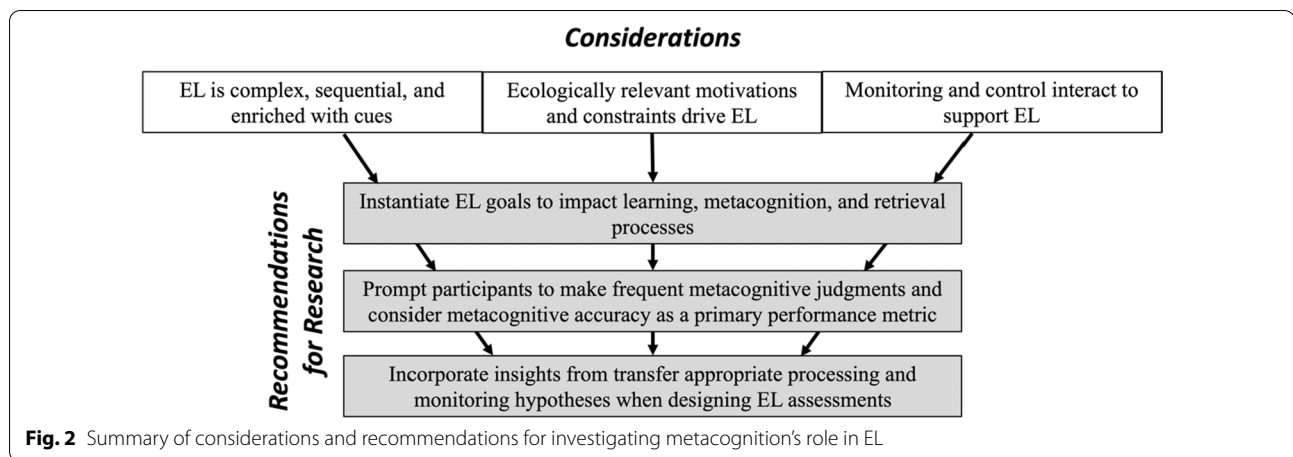 Considerations
EL is complex, sequential, and
enriched with cues
Ecologically relevant motivations
and constraints drive EL
Monitoring and control interact to
support EL
Recommendations
for Research
Instantiate EL goals to impact learning, metacognition, and retrieval
processes
Prompt participants to make frequent metacognitive judgments and
consider metacognitive accuracy as a primary performance metric
Incorporate insights from transfer appropriate processing and
monitoring hypotheses when designing EL assessments
Fig. 2 Summary of considerations and recommendations for investigating metacognition’s role in EL